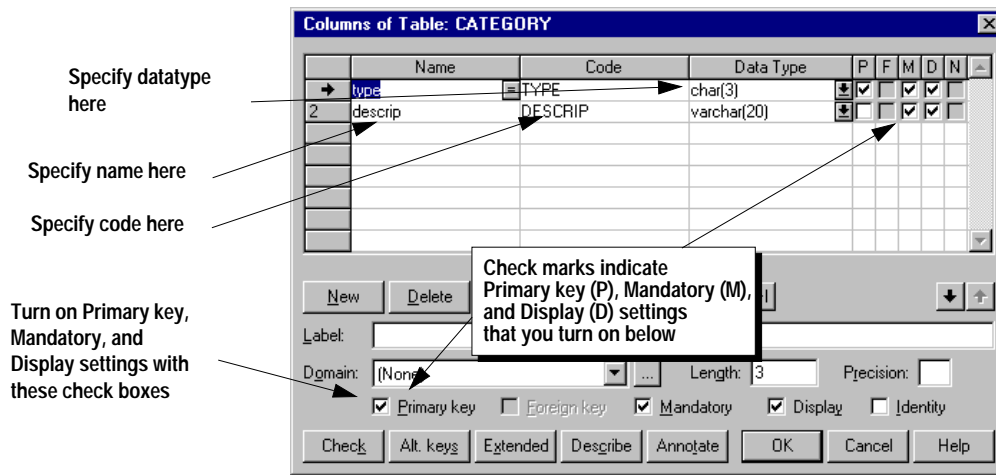 Columns of Table: CATEGORY
Name Code Data Type P F M D N
type = TYPE char(3)
2 descrip DESCRIP varchar(20)
Specify datatype
here
Specify name here
Specify code here
Check marks indicate
Primary key (P), Mandatory (M),
and Display (D) settings
that you turn on below
Turn on Primary key,
Mandatory, and
Display settings with
these check boxes
New Delete
Label:
Domain: (None ... Length: 3 Precision:
Primary key Foreign key Mandatory Display Identity
Check Alt. keys Extended Describe Annotate OK Cancel Help